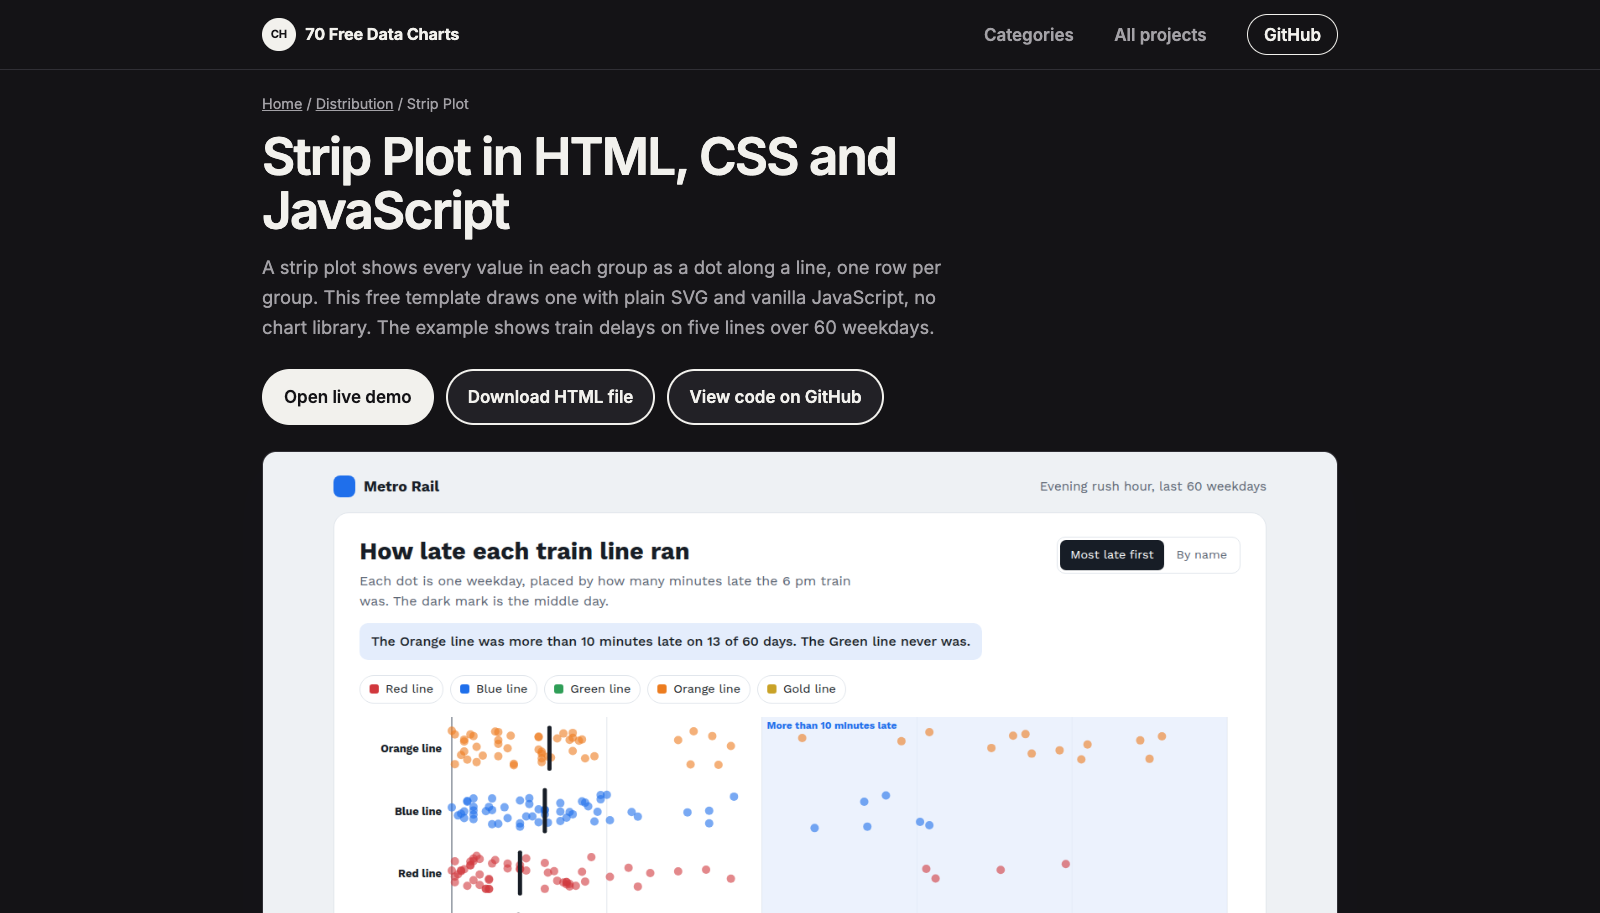 CH 70 Free Data Charts
Categories All projects GitHub
Home / Distribution / Strip Plot
Strip Plot in HTML, CSS and
JavaScript
A strip plot shows every value in each group as a dot along a line, one row per
group. This free template draws one with plain SVG and vanilla JavaScript, no
chart library. The example shows train delays on five lines over 60 weekdays.
Open live demo Download HTML file View code on GitHub
Metro Rail Evening rush hour, last 60 weekdays
How late each train line ran Most late first By name
Each dot is one weekday, placed by how many minutes late the 6 pm train
was. The dark mark is the middle day.
The Orange line was more than 10 minutes late on 13 of 60 days. The Green line never was.
Red line Blue line Green line Orange line Gold line
More than 10 minutes late
Orange line
Blue line
Red line